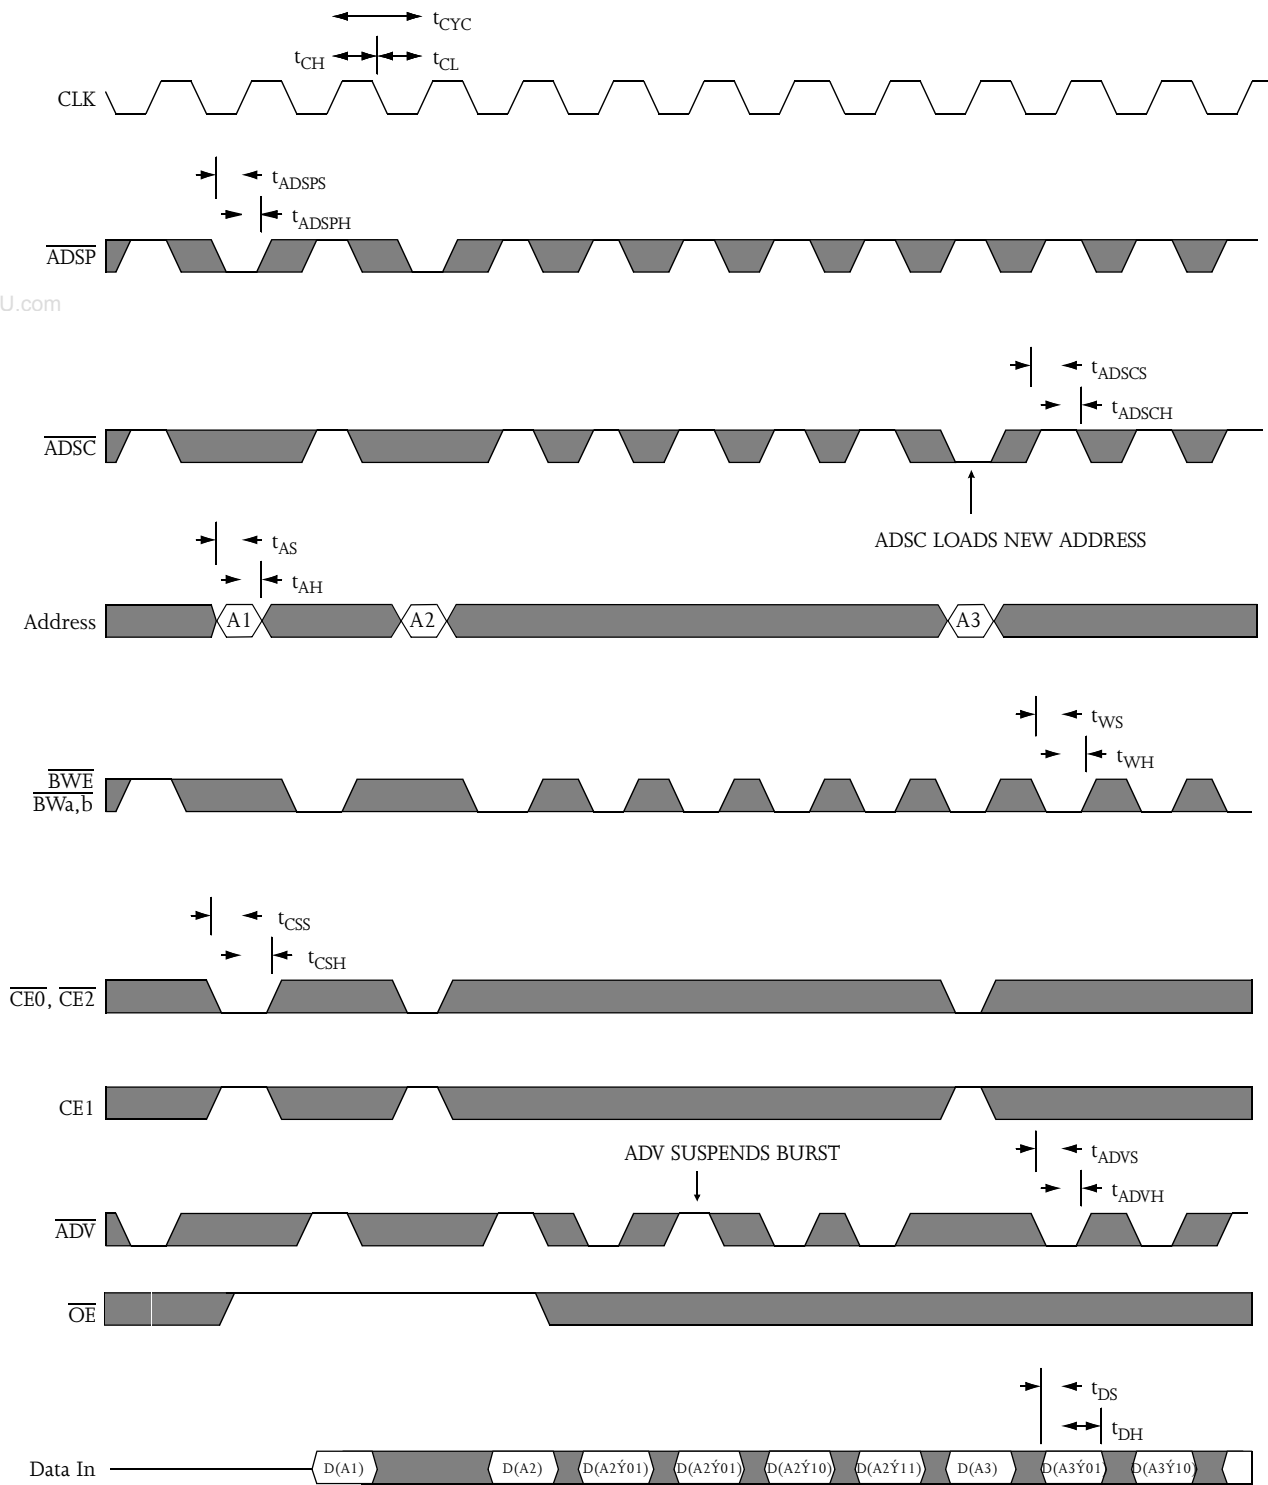 tCYC
tCH
tCL
CLK
tADSPS
tADSPH
ADSP
U.com
tADSCS
tADSCH
ADSC
ADSC LOADS NEW ADDRESS
tAS
tAH
Address
A1
A2
A3
tWS
tWH
BWE
BWa,b
tCSS
tCSH
CE0, CE2
CE1
ADV SUSPENDS BURST
tADVS
tADVH
ADV
OE
tDS
tDH
Data In
D(A1)
D(A2)
D(A2Ý01)
D(A2Ý01)
D(A2Ý10)
D(A2Ý11)
D(A3)
D(A3Ý01)
D(A3Ý10)